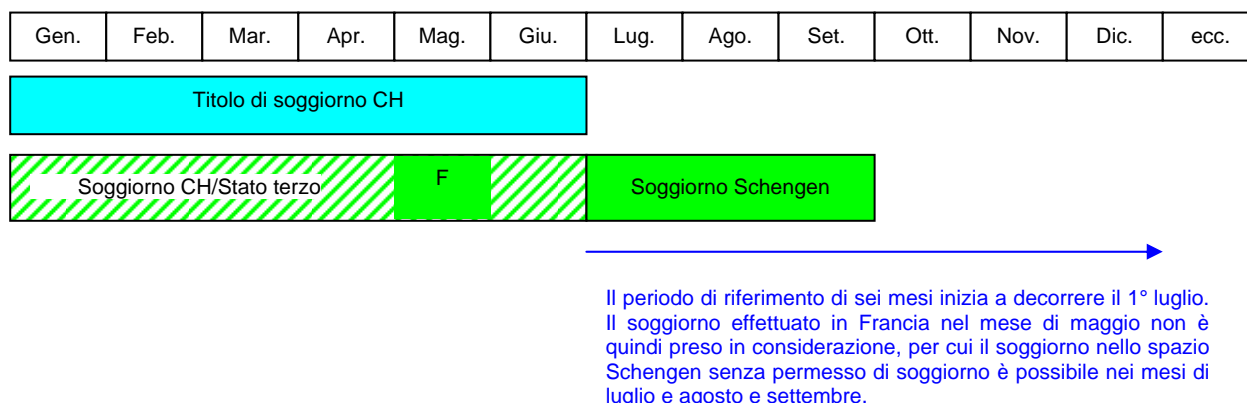 Gen. Feb. Mar. Apr. Mag. Giu. Lug. Ago. Set. Ott. Nov. Dic. ecc.
Titolo di soggiorno CH
Soggiorno CH/Stato terzo F Soggiorno Schengen
Il periodo di riferimento di sei mesi inizia a decorrere il 1° luglio.
Il soggiorno effettuato in Francia nel mese di maggio non è
quindi preso in considerazione, per cui il soggiorno nello spazio
Schengen senza permesso di soggiorno è possibile nei mesi di
luglio e agosto e settembre.